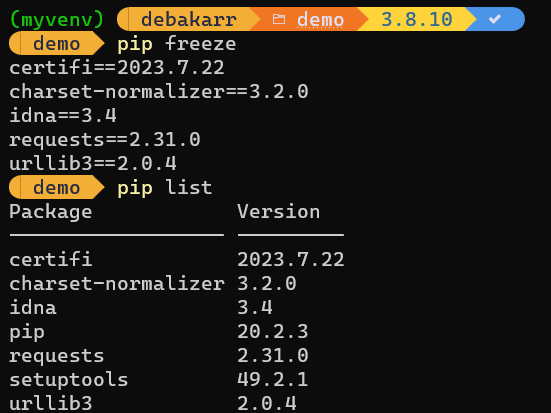 (myvenv) debakarr demo 3.8.10 ✔
demo pip freeze
certifi==2023.7.22
charset-normalizer==3.2.0
idna==3.4
requests==2.31.0
urllib3==2.0.4
demo pip list
Package Version
------------------ ---------
certifi 2023.7.22
charset-normalizer 3.2.0
idna 3.4
pip 20.2.3
requests 2.31.0
setuptools 49.2.1
urllib3 2.0.4